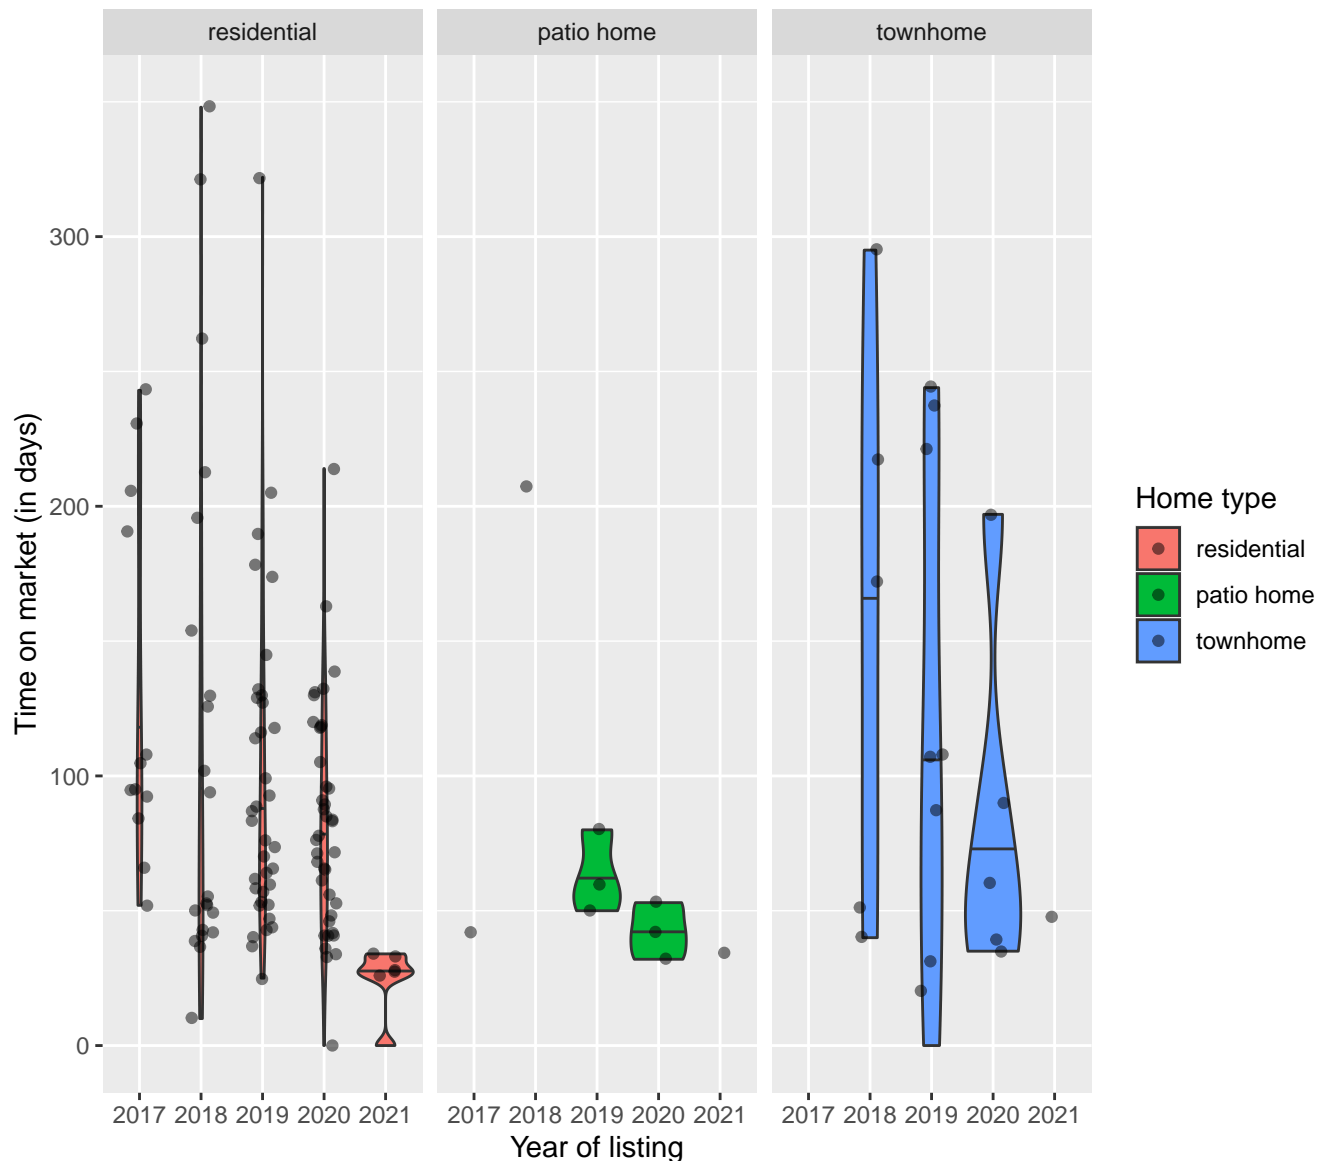 residential patio home townhome
300
200
100
0
Time on market (in days)
2017 2018 2019 2020 2021 2017 2018 2019 2020 2021 2017 2018 2019 2020 2021
Year of listing
Home type
residential
patio home
townhome